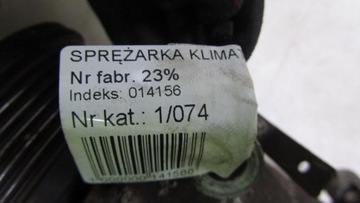 SPRĘŻARKA KLIMA
Nr fabr. 23%
Indeks: 014156
Nr kat.: 1/074